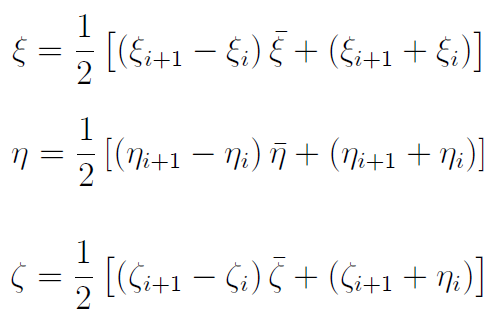 ξ = 1/2 [(ξ_{i+1} − ξ_i) ξ̄ + (ξ_{i+1} + ξ_i)]
η = 1/2 [(η_{i+1} − η_i) η̄ + (η_{i+1} + η_i)]
ζ = 1/2 [(ζ_{i+1} − ζ_i) ζ̄ + (ζ_{i+1} + η_i)]